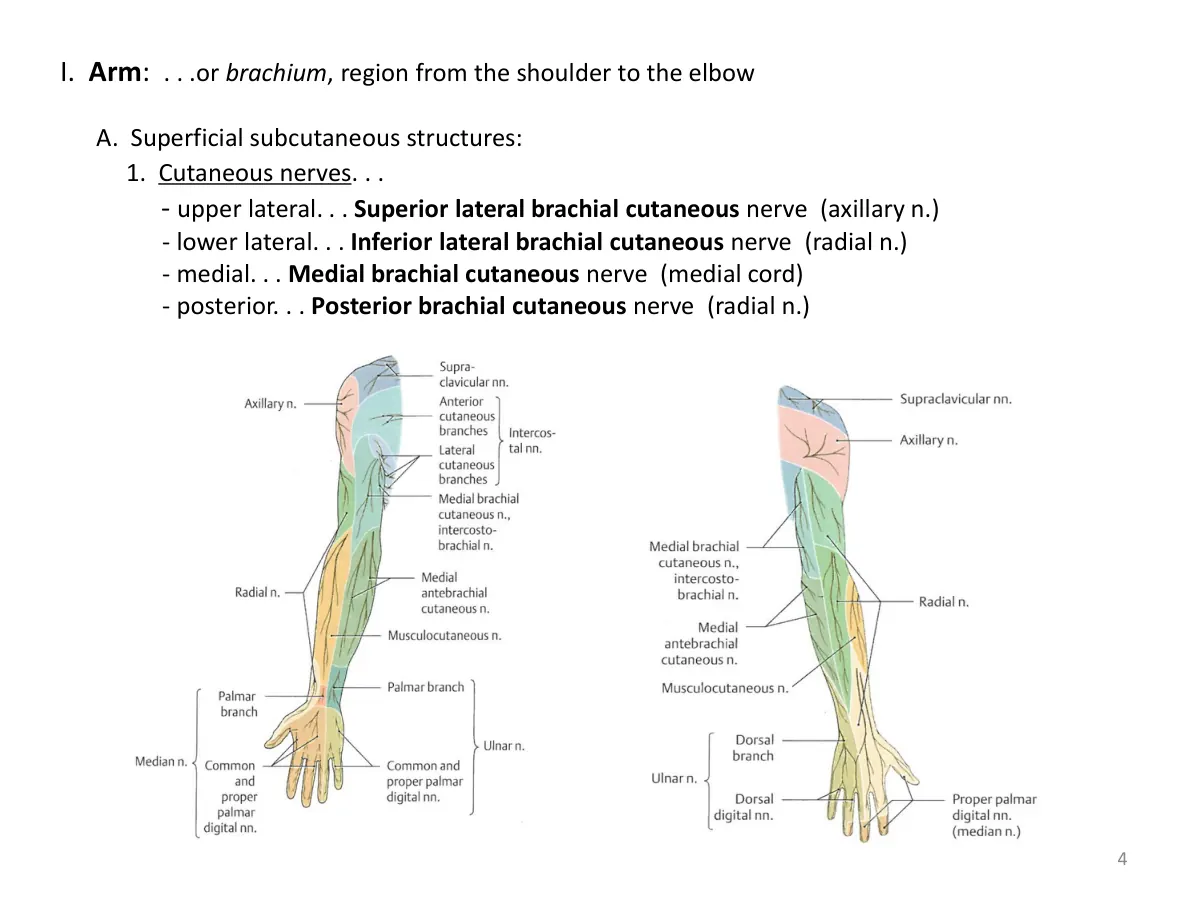 I. Arm: . . .or brachium, region from the shoulder to the elbow
A. Superficial subcutaneous structures:
1. Cutaneous nerves. . .
- upper lateral. . . Superior lateral brachial cutaneous nerve (axillary n.)
- lower lateral. . . Inferior lateral brachial cutaneous nerve (radial n.)
- medial. . . Medial brachial cutaneous nerve (medial cord)
- posterior. . . Posterior brachial cutaneous nerve (radial n.)
Supra-
clavicular nn.
Axillary n.
Anterior
cutaneous
branches
Intercos-
tal nn.
Lateral
cutaneous
branches
Medial brachial
cutaneous n.,
intercosto-
brachial n.
Radial n.
Medial
antebrachial
cutaneous n.
Musculocutaneous n.
Palmar
branch
Palmar branch
Median n.
Ulnar n.
Common
and
proper
palmar
digital nn.
Common and
proper palmar
digital nn.
Supraclavicular nn.
Axillary n.
Medial brachial
cutaneous n.,
intercosto-
brachial n.
Radial n.
Medial
antebrachial
cutaneous n.
Musculocutaneous n.
Dorsal
branch
Ulnar n.
Dorsal
digital nn.
Proper palmar
digital nn.
(median n.)
4